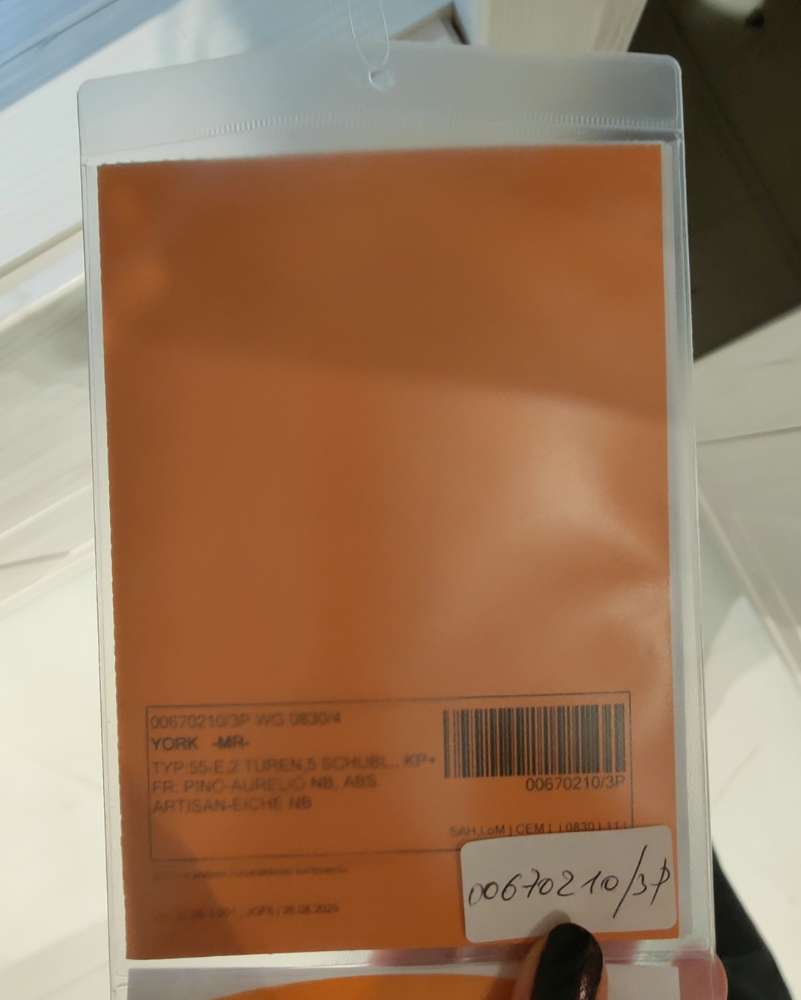 00670210/3P WG 0830/4
YORK -MR-
TYP:55-E,2 TÜREN,5 SCHUBL., KP+
FR. PINO-AURELIO NB, ABS.
ARTISAN-EICHE NB
00670210/3P
00670210/3P